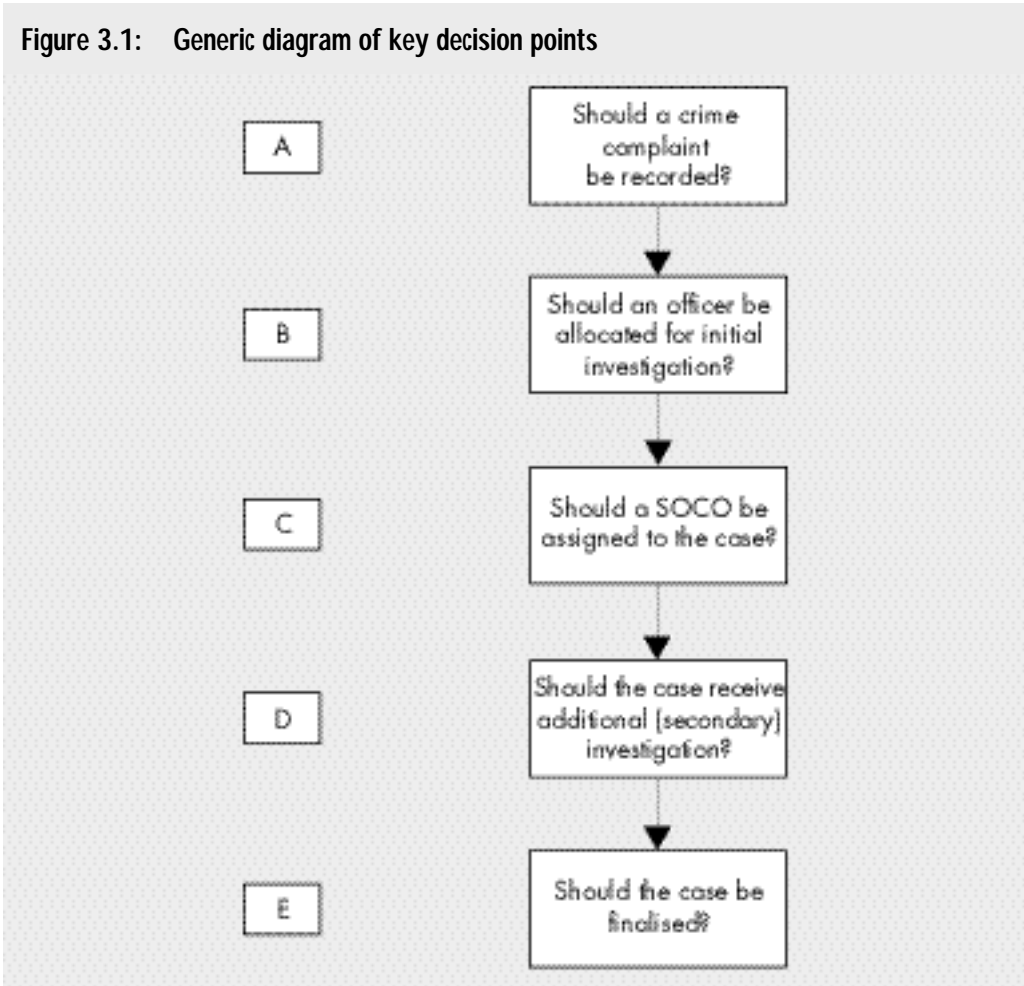 Figure 3.1: Generic diagram of key decision points
A
Should a crime
complaint
be recorded?
B
Should an officer be
allocated for initial
investigation?
C
Should a SOCO be
assigned to the case?
D
Should the case receive
additional (secondary)
investigation?
E
Should the case be
finalised?